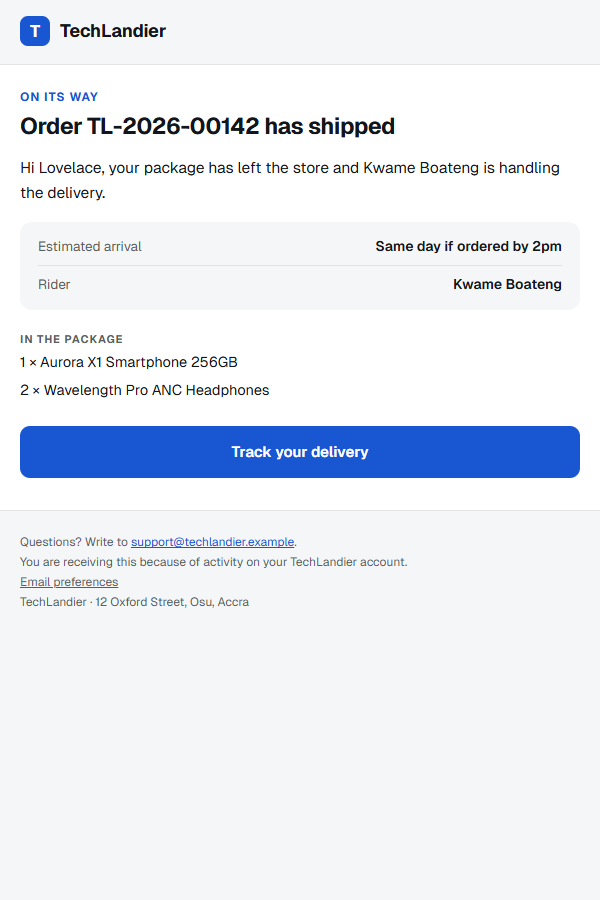 T TechLandier
ON ITS WAY
Order TL-2026-00142 has shipped
Hi Lovelace, your package has left the store and Kwame Boateng is handling
the delivery.
Estimated arrival Same day if ordered by 2pm
Rider Kwame Boateng
IN THE PACKAGE
1 × Aurora X1 Smartphone 256GB
2 × Wavelength Pro ANC Headphones
Track your delivery
Questions? Write to support@techlandier.example.
You are receiving this because of activity on your TechLandier account.
Email preferences
TechLandier · 12 Oxford Street, Osu, Accra